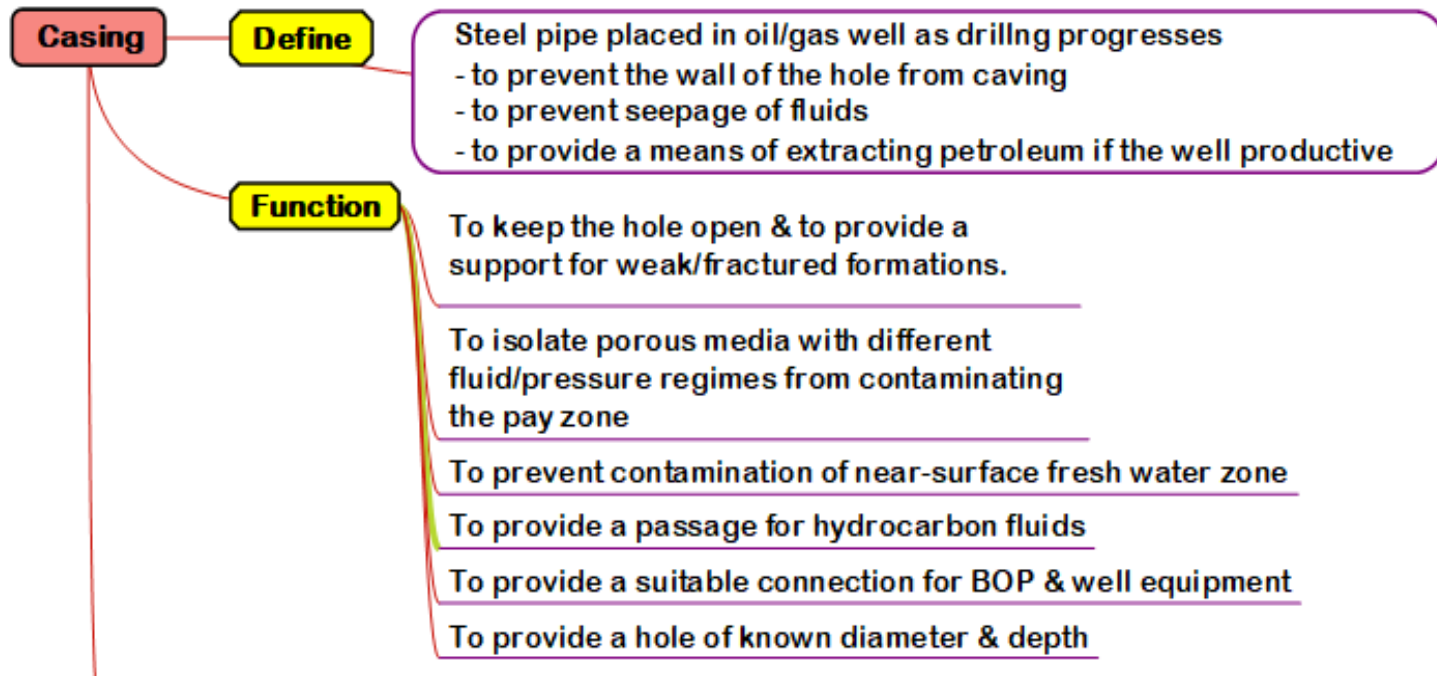 Casing
Define
Steel pipe placed in oil/gas well as drillng progresses
- to prevent the wall of the hole from caving
- to prevent seepage of fluids
- to provide a means of extracting petroleum if the well productive
Function
To keep the hole open & to provide a
support for weak/fractured formations.
To isolate porous media with different
fluid/pressure regimes from contaminating
the pay zone
To prevent contamination of near-surface fresh water zone
To provide a passage for hydrocarbon fluids
To provide a suitable connection for BOP & well equipment
To provide a hole of known diameter & depth